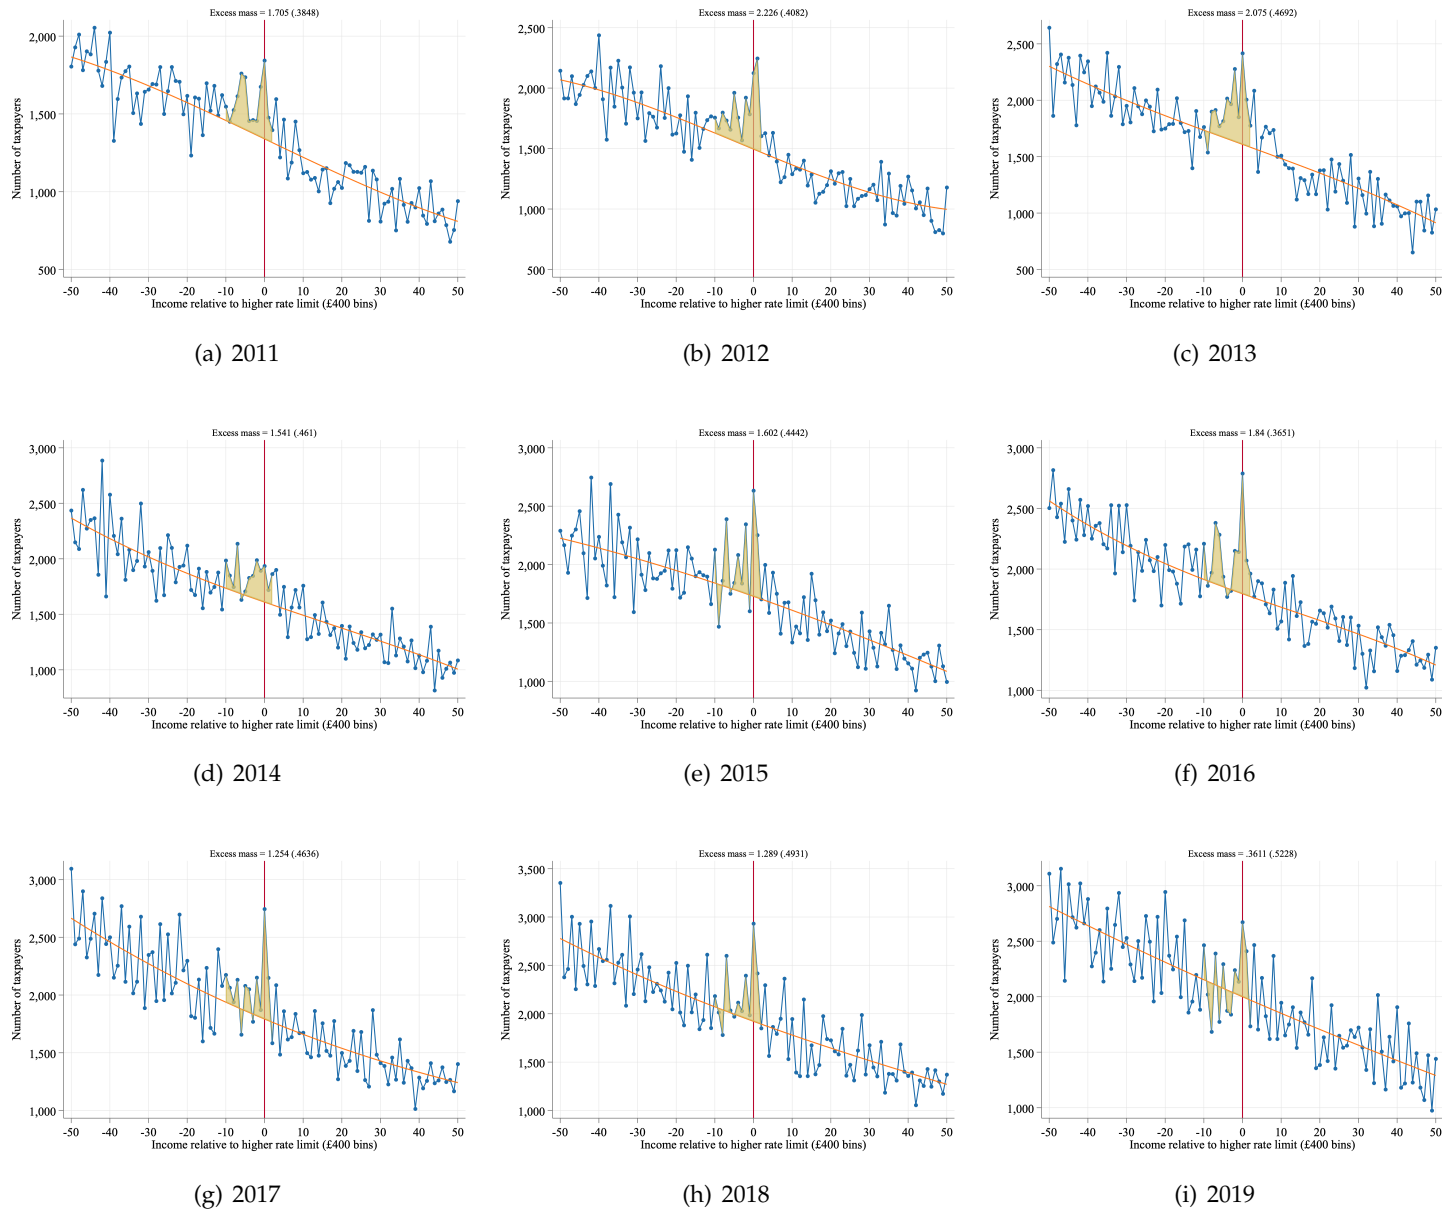 Excess mass = 1.705 (.3848)
Number of taxpayers
2,000
1,500
1,000
500
-50 -40 -30 -20 -10 0 10 20 30 40 50
Income relative to higher rate limit (£400 bins)
(a) 2011
Excess mass = 2.226 (.4082)
Number of taxpayers
2,500
2,000
1,500
1,000
500
-50 -40 -30 -20 -10 0 10 20 30 40 50
Income relative to higher rate limit (£400 bins)
(b) 2012
Excess mass = 2.075 (.4692)
Number of taxpayers
2,500
2,000
1,500
1,000
500
-50 -40 -30 -20 -10 0 10 20 30 40 50
Income relative to higher rate limit (£400 bins)
(c) 2013
Excess mass = 1.541 (.461)
Number of taxpayers
3,000
2,500
2,000
1,500
1,000
-50 -40 -30 -20 -10 0 10 20 30 40 50
Income relative to higher rate limit (£400 bins)
(d) 2014
Excess mass = 1.602 (.4442)
Number of taxpayers
3,000
2,500
2,000
1,500
1,000
-50 -40 -30 -20 -10 0 10 20 30 40 50
Income relative to higher rate limit (£400 bins)
(e) 2015
Excess mass = 1.84 (.3651)
Number of taxpayers
3,000
2,500
2,000
1,500
1,000
-50 -40 -30 -20 -10 0 10 20 30 40 50
Income relative to higher rate limit (£400 bins)
(f) 2016
Excess mass = 1.254 (.4636)
Number of taxpayers
3,000
2,500
2,000
1,500
1,000
-50 -40 -30 -20 -10 0 10 20 30 40 50
Income relative to higher rate limit (£400 bins)
(g) 2017
Excess mass = 1.289 (.4931)
Number of taxpayers
3,500
3,000
2,500
2,000
1,500
1,000
-50 -40 -30 -20 -10 0 10 20 30 40 50
Income relative to higher rate limit (£400 bins)
(h) 2018
Excess mass = .3611 (.5228)
Number of taxpayers
3,000
2,500
2,000
1,500
1,000
-50 -40 -30 -20 -10 0 10 20 30 40 50
Income relative to higher rate limit (£400 bins)
(i) 2019